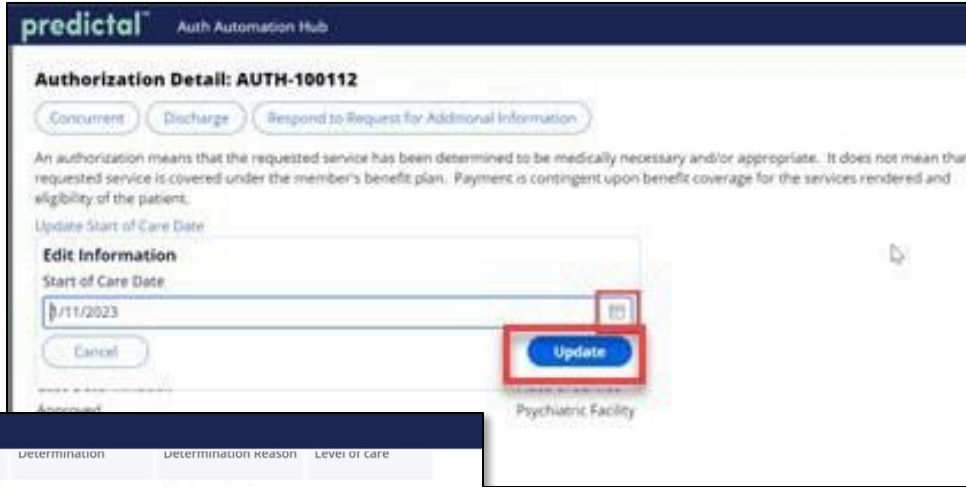 predictal™ Auth Automation Hub
Authorization Detail: AUTH-100112
Concurrent Discharge Respond to Request for Additional Information
An authorization means that the requested service has been determined to be medically necessary and/or appropriate. It does not mean that
requested service is covered under the member's benefit plan. Payment is contingent upon benefit coverage for the services rendered and
eligibility of the patient.
Update Start of Care Date
Edit Information
Start of Care Date
1/11/2023
Cancel Update
Approved Psychiatric Facility
Determination Determination Reason Level of care